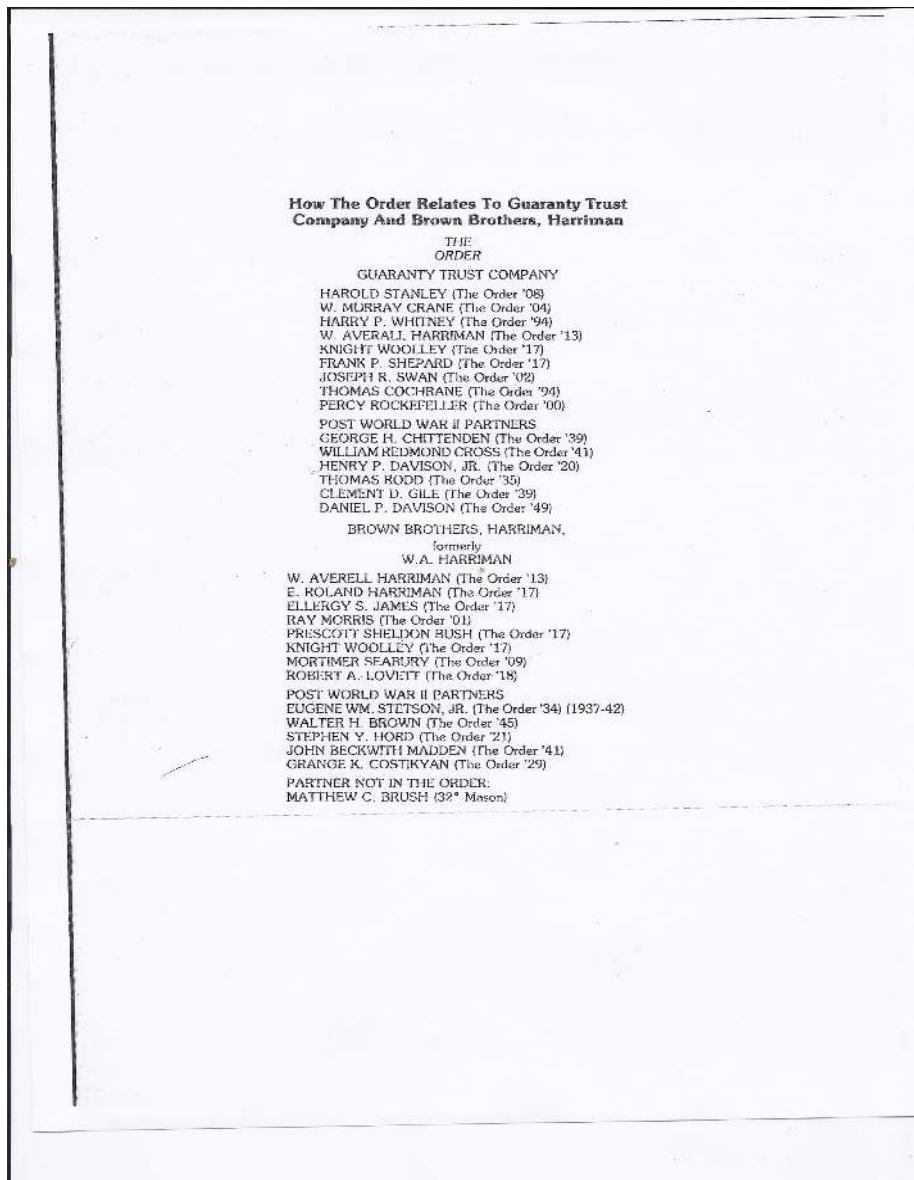 How The Order Relates To Guaranty Trust
Company And Brown Brothers, Harriman
THE
ORDER
GUARANTY TRUST COMPANY
HAROLD STANLEY (The Order '08)
W. MURRAY CRANE (The Order '04)
HARRY P. WHITNEY (The Order '94)
W. AVERALL HARRIMAN (The Order '13)
KNIGHT WOOLLEY (The Order '17)
FRANK P. SHEPARD (The Order '17)
JOSEPH R. SWAN (The Order '02)
THOMAS COCHRANE (The Order '94)
PERCY ROCKEFELLER (The Order '00)
POST WORLD WAR II PARTNERS
GEORGE H. CHITTENDEN (The Order '39)
WILLIAM REDMOND CROSS (The Order '41)
HENRY P. DAVISON, JR. (The Order '20)
THOMAS RODD (The Order '35)
CLEMENT D. GILE (The Order '39)
DANIEL P. DAVISON (The Order '49)
BROWN BROTHERS, HARRIMAN,
formerly
W.A. HARRIMAN
W. AVERELL HARRIMAN (The Order '13)
E. ROLAND HARRIMAN (The Order '17)
ELLERGY S. JAMES (The Order '17)
RAY MORRIS (The Order '01)
PRESCOTT SHELDON BUSH (The Order '17)
KNIGHT WOOLLEY (The Order '17)
MORTIMER SEABURY (The Order '09)
ROBERT A. LOVETT (The Order '18)
POST WORLD WAR II PARTNERS
EUGENE WM. STETSON, JR. (The Order '34) (1937-42)
WALTER H. BROWN (The Order '45)
STEPHEN Y. HORD (The Order '21)
JOHN BECKWITH MADDEN (The Order '41)
GRANGE K. COSTIKYAN (The Order '29)
PARTNER NOT IN THE ORDER:
MATTHEW C. BRUSH (32° Mason)